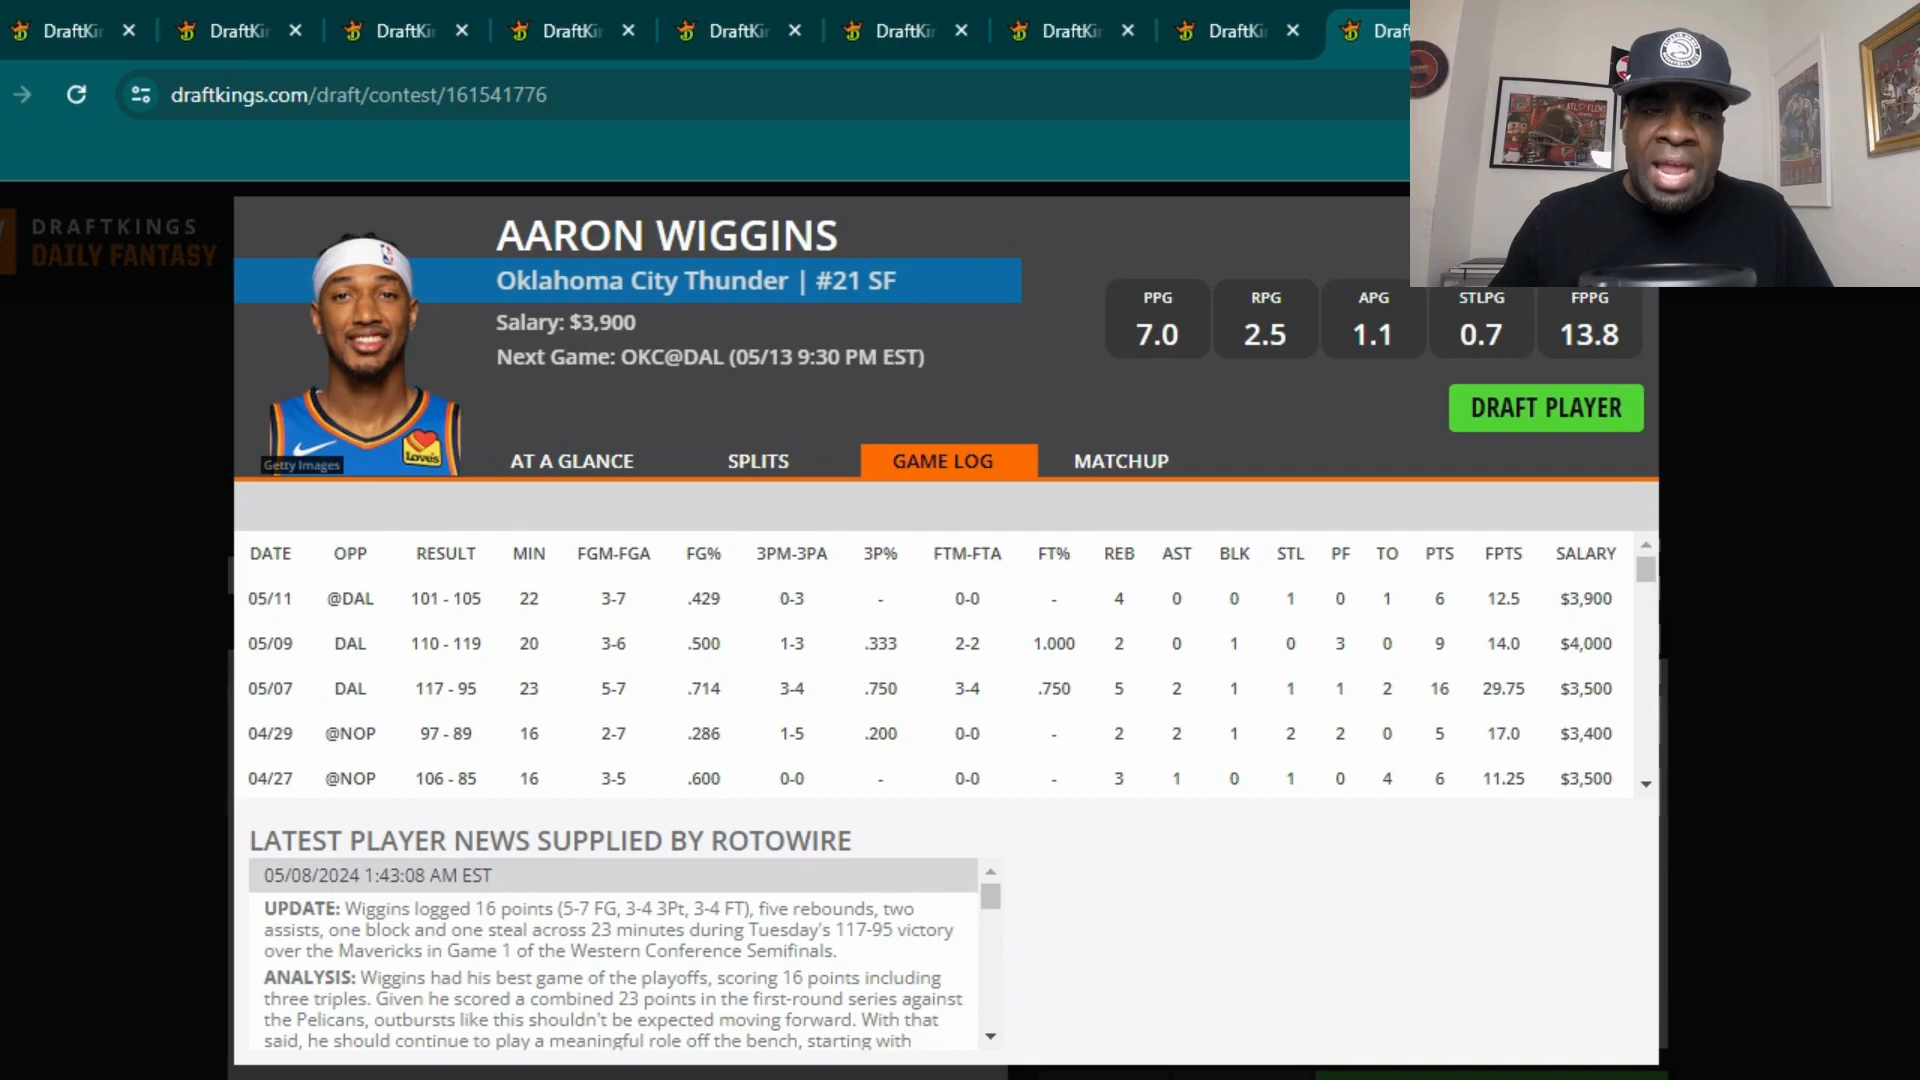 DraftKin DraftKin DraftKin DraftKin DraftKin DraftKin DraftKin DraftKin Draft
draftkings.com/draft/contest/161541776
DRAFTKINGS
DAILY FANTASY
AARON WIGGINS
Oklahoma City Thunder | #21 SF
Salary: $3,900
Next Game: OKC@DAL (05/13 9:30 PM EST)
PPG RPG APG STLPG FPPG
7.0 2.5 1.1 0.7 13.8
DRAFT PLAYER
Getty Images
Love's
AT A GLANCE SPLITS GAME LOG MATCHUP
DATE OPP RESULT MIN FGM-FGA FG% 3PM-3PA 3P% FTM-FTA FT% REB AST BLK STL PF TO PTS FPTS SALARY
05/11 @DAL 101 - 105 22 3-7 .429 0-3 - 0-0 - 4 0 0 1 0 1 6 12.5 $3,900
05/09 DAL 110 - 119 20 3-6 .500 1-3 .333 2-2 1.000 2 0 1 0 3 0 9 14.0 $4,000
05/07 DAL 117 - 95 23 5-7 .714 3-4 .750 3-4 .750 5 2 1 1 1 2 16 29.75 $3,500
04/29 @NOP 97 - 89 16 2-7 .286 1-5 .200 0-0 - 2 2 1 2 2 0 5 17.0 $3,400
04/27 @NOP 106 - 85 16 3-5 .600 0-0 - 0-0 - 3 1 0 1 0 4 6 11.25 $3,500
LATEST PLAYER NEWS SUPPLIED BY ROTOWIRE
05/08/2024 1:43:08 AM EST
UPDATE: Wiggins logged 16 points (5-7 FG, 3-4 3Pt, 3-4 FT), five rebounds, two
assists, one block and one steal across 23 minutes during Tuesday's 117-95 victory
over the Mavericks in Game 1 of the Western Conference Semifinals.
ANALYSIS: Wiggins had his best game of the playoffs, scoring 16 points including
three triples. Given he scored a combined 23 points in the first-round series against
the Pelicans, outbursts like this shouldn't be expected moving forward. With that
said, he should continue to play a meaningful role off the bench, starting with